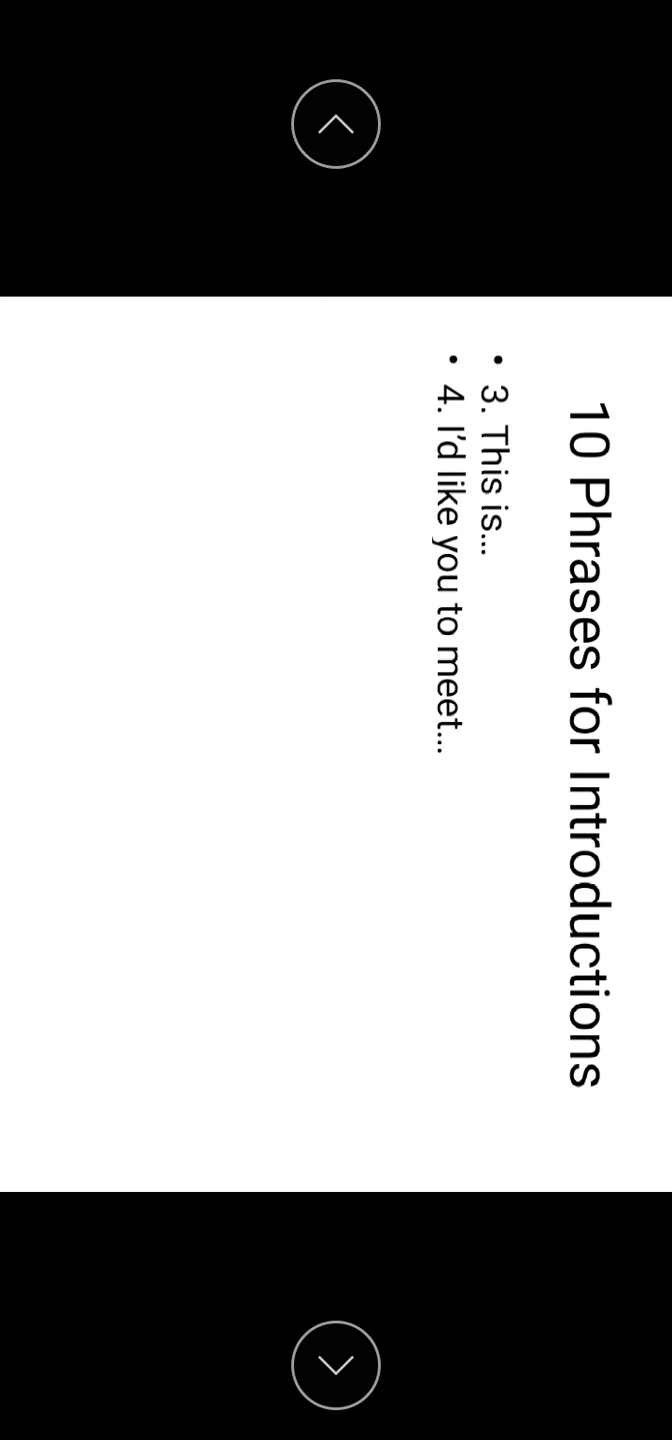 10 Phrases for Introductions
• 3. This is...
• 4. I'd like you to meet...